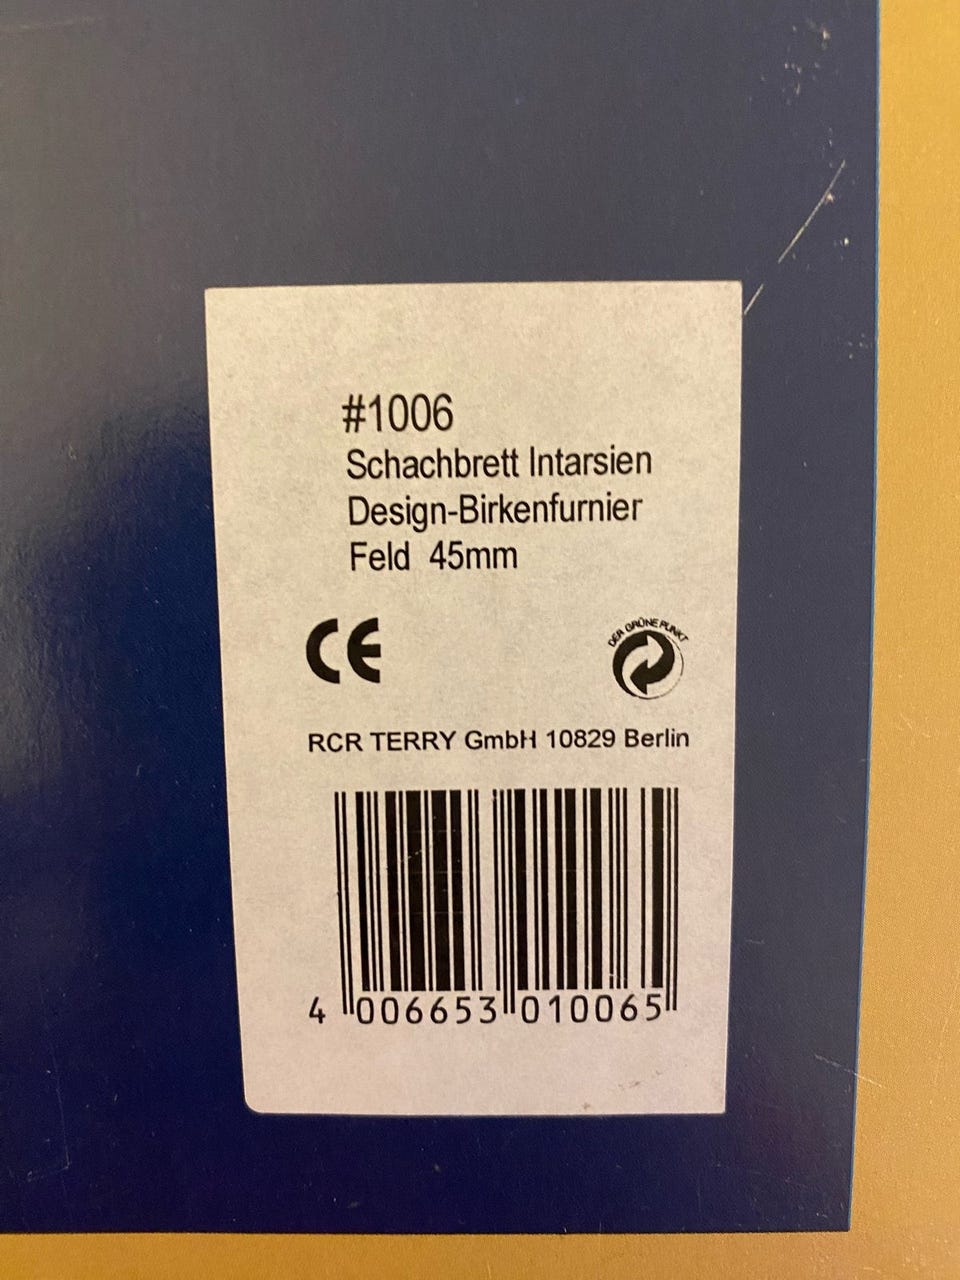 #1006
Schachbrett Intarsien
Design-Birkenfurnier
Feld 45mm
CE
DER GRÜNE PUNKT
RCR TERRY GmbH 10829 Berlin
4 006653 010065